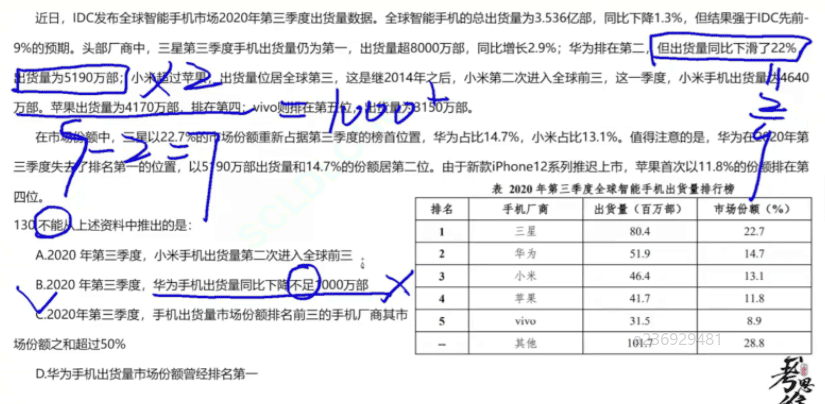 近日，IDC发布全球智能手机市场2020年第三季度出货量数据。全球智能手机的总出货量为3.536亿部，同比下降1.3%，但结果强于IDC先前-
9%的预期。头部厂商中，三星第三季度手机出货量仍为第一，出货量超8000万部，同比增长2.9%；华为排在第二，但出货量同比下滑了22%，
出货量为5190万部；小米超过苹果，出货量位居全球第三，这是继2014年之后，小米第二次进入全球前三，这一季度，小米手机出货量达4640
万部。苹果出货量为4170万部，排在第四；vivo则排在第五位，出货量为3150万部。
×2
=1000+
2/9
9-2=7
在市场份额中，三星以22.7%的市场份额重新占据第三季度的榜首位置，华为占比14.7%，小米占比13.1%。值得注意的是，华为在2020年第
三季度失去了排名第一的位置，以5190万部出货量和14.7%的份额居第二位。由于新款iPhone12系列推迟上市，苹果首次以11.8%的份额排在第
四位。
130.不能从上述资料中推出的是：
A.2020 年第三季度，小米手机出货量第二次进入全球前三
B.2020 年第三季度，华为手机出货量同比下降不足1000万部
C.2020年第三季度，手机出货量市场份额排名前三的手机厂商其市
场份额之和超过50%
D.华为手机出货量市场份额曾经排名第一
表 2020 年第三季度全球智能手机出货量排行榜
排名 手机厂商 出货量（百万部） 市场份额（%）
1 三星 80.4 22.7
2 华为 51.9 14.7
3 小米 46.4 13.1
4 苹果 41.7 11.8
5 vivo 31.5 8.9
-- 其他 101.7 28.8
236929481
考思